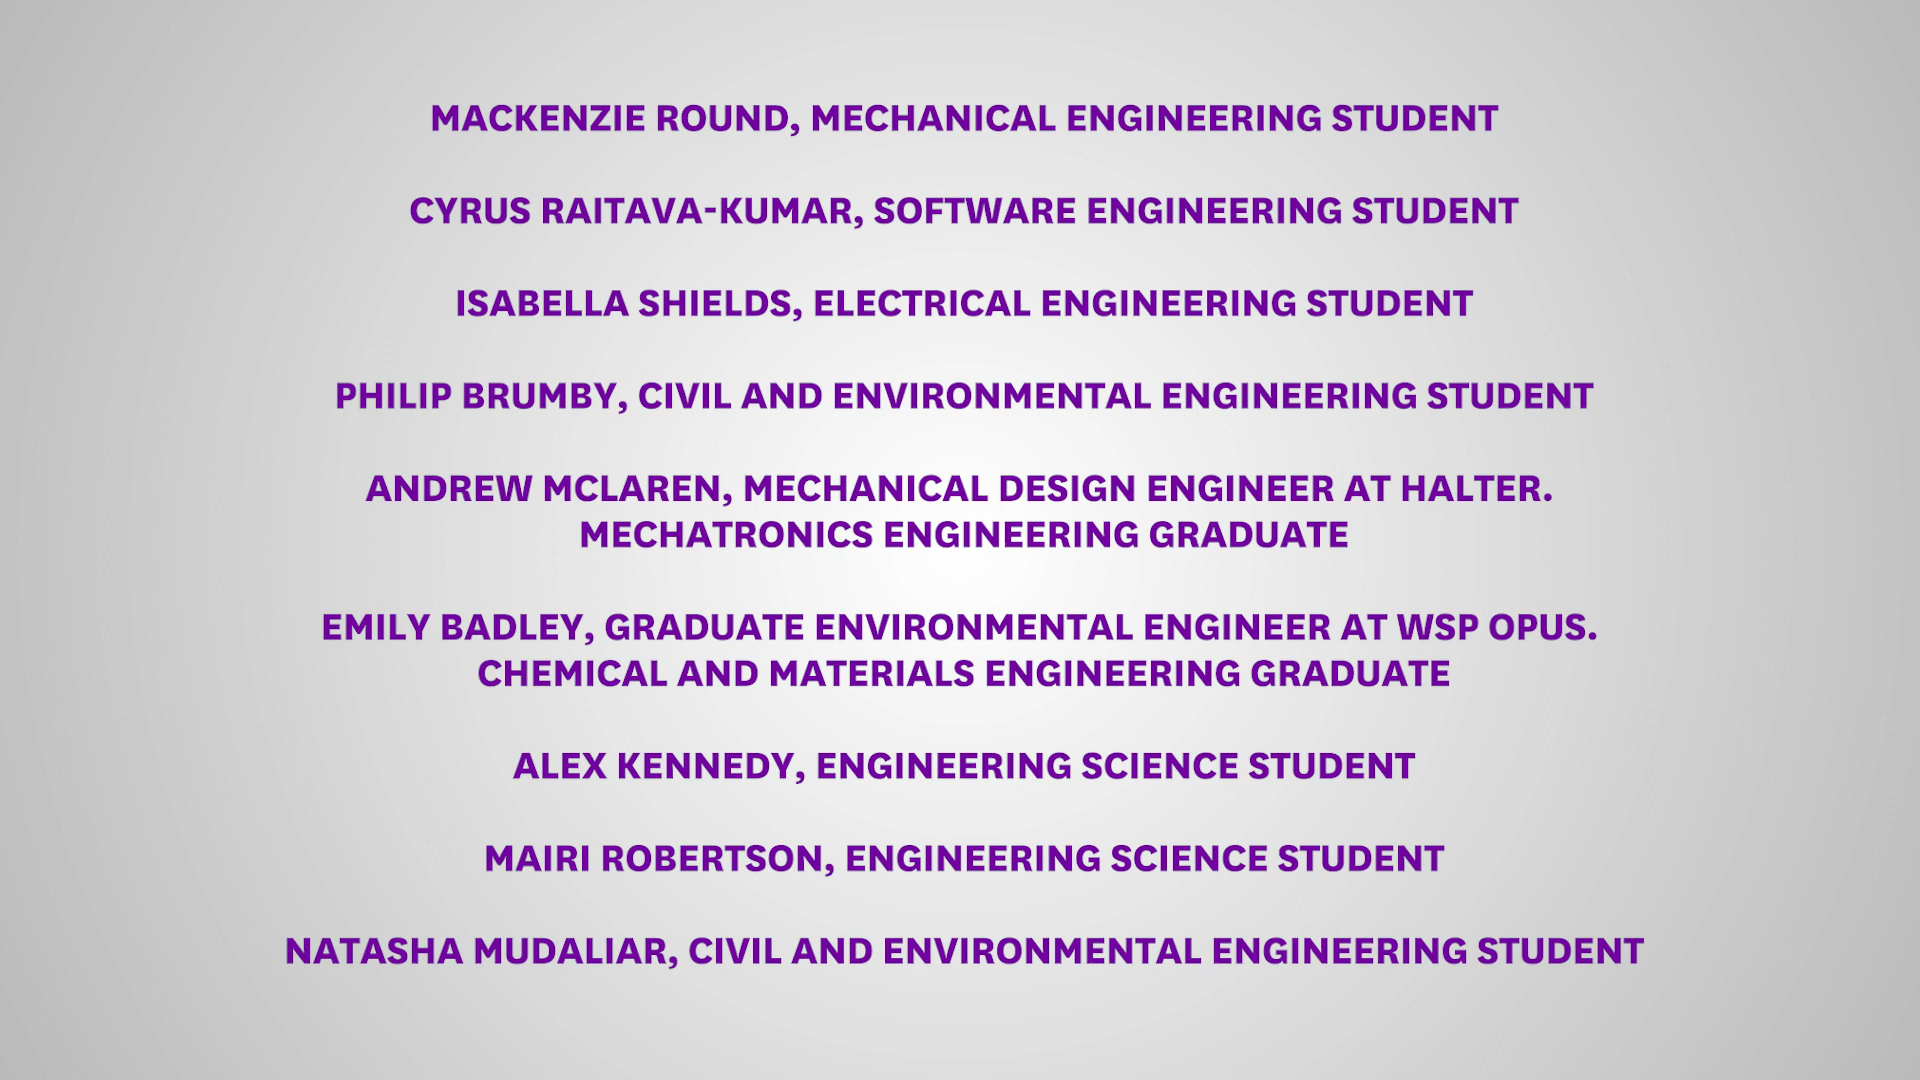 MACKENZIE ROUND, MECHANICAL ENGINEERING STUDENT
CYRUS RAITAVA-KUMAR, SOFTWARE ENGINEERING STUDENT
ISABELLA SHIELDS, ELECTRICAL ENGINEERING STUDENT
PHILIP BRUMBY, CIVIL AND ENVIRONMENTAL ENGINEERING STUDENT
ANDREW MCLAREN, MECHANICAL DESIGN ENGINEER AT HALTER.
MECHATRONICS ENGINEERING GRADUATE
EMILY BADLEY, GRADUATE ENVIRONMENTAL ENGINEER AT WSP OPUS.
CHEMICAL AND MATERIALS ENGINEERING GRADUATE
ALEX KENNEDY, ENGINEERING SCIENCE STUDENT
MAIRI ROBERTSON, ENGINEERING SCIENCE STUDENT
NATASHA MUDALIAR, CIVIL AND ENVIRONMENTAL ENGINEERING STUDENT